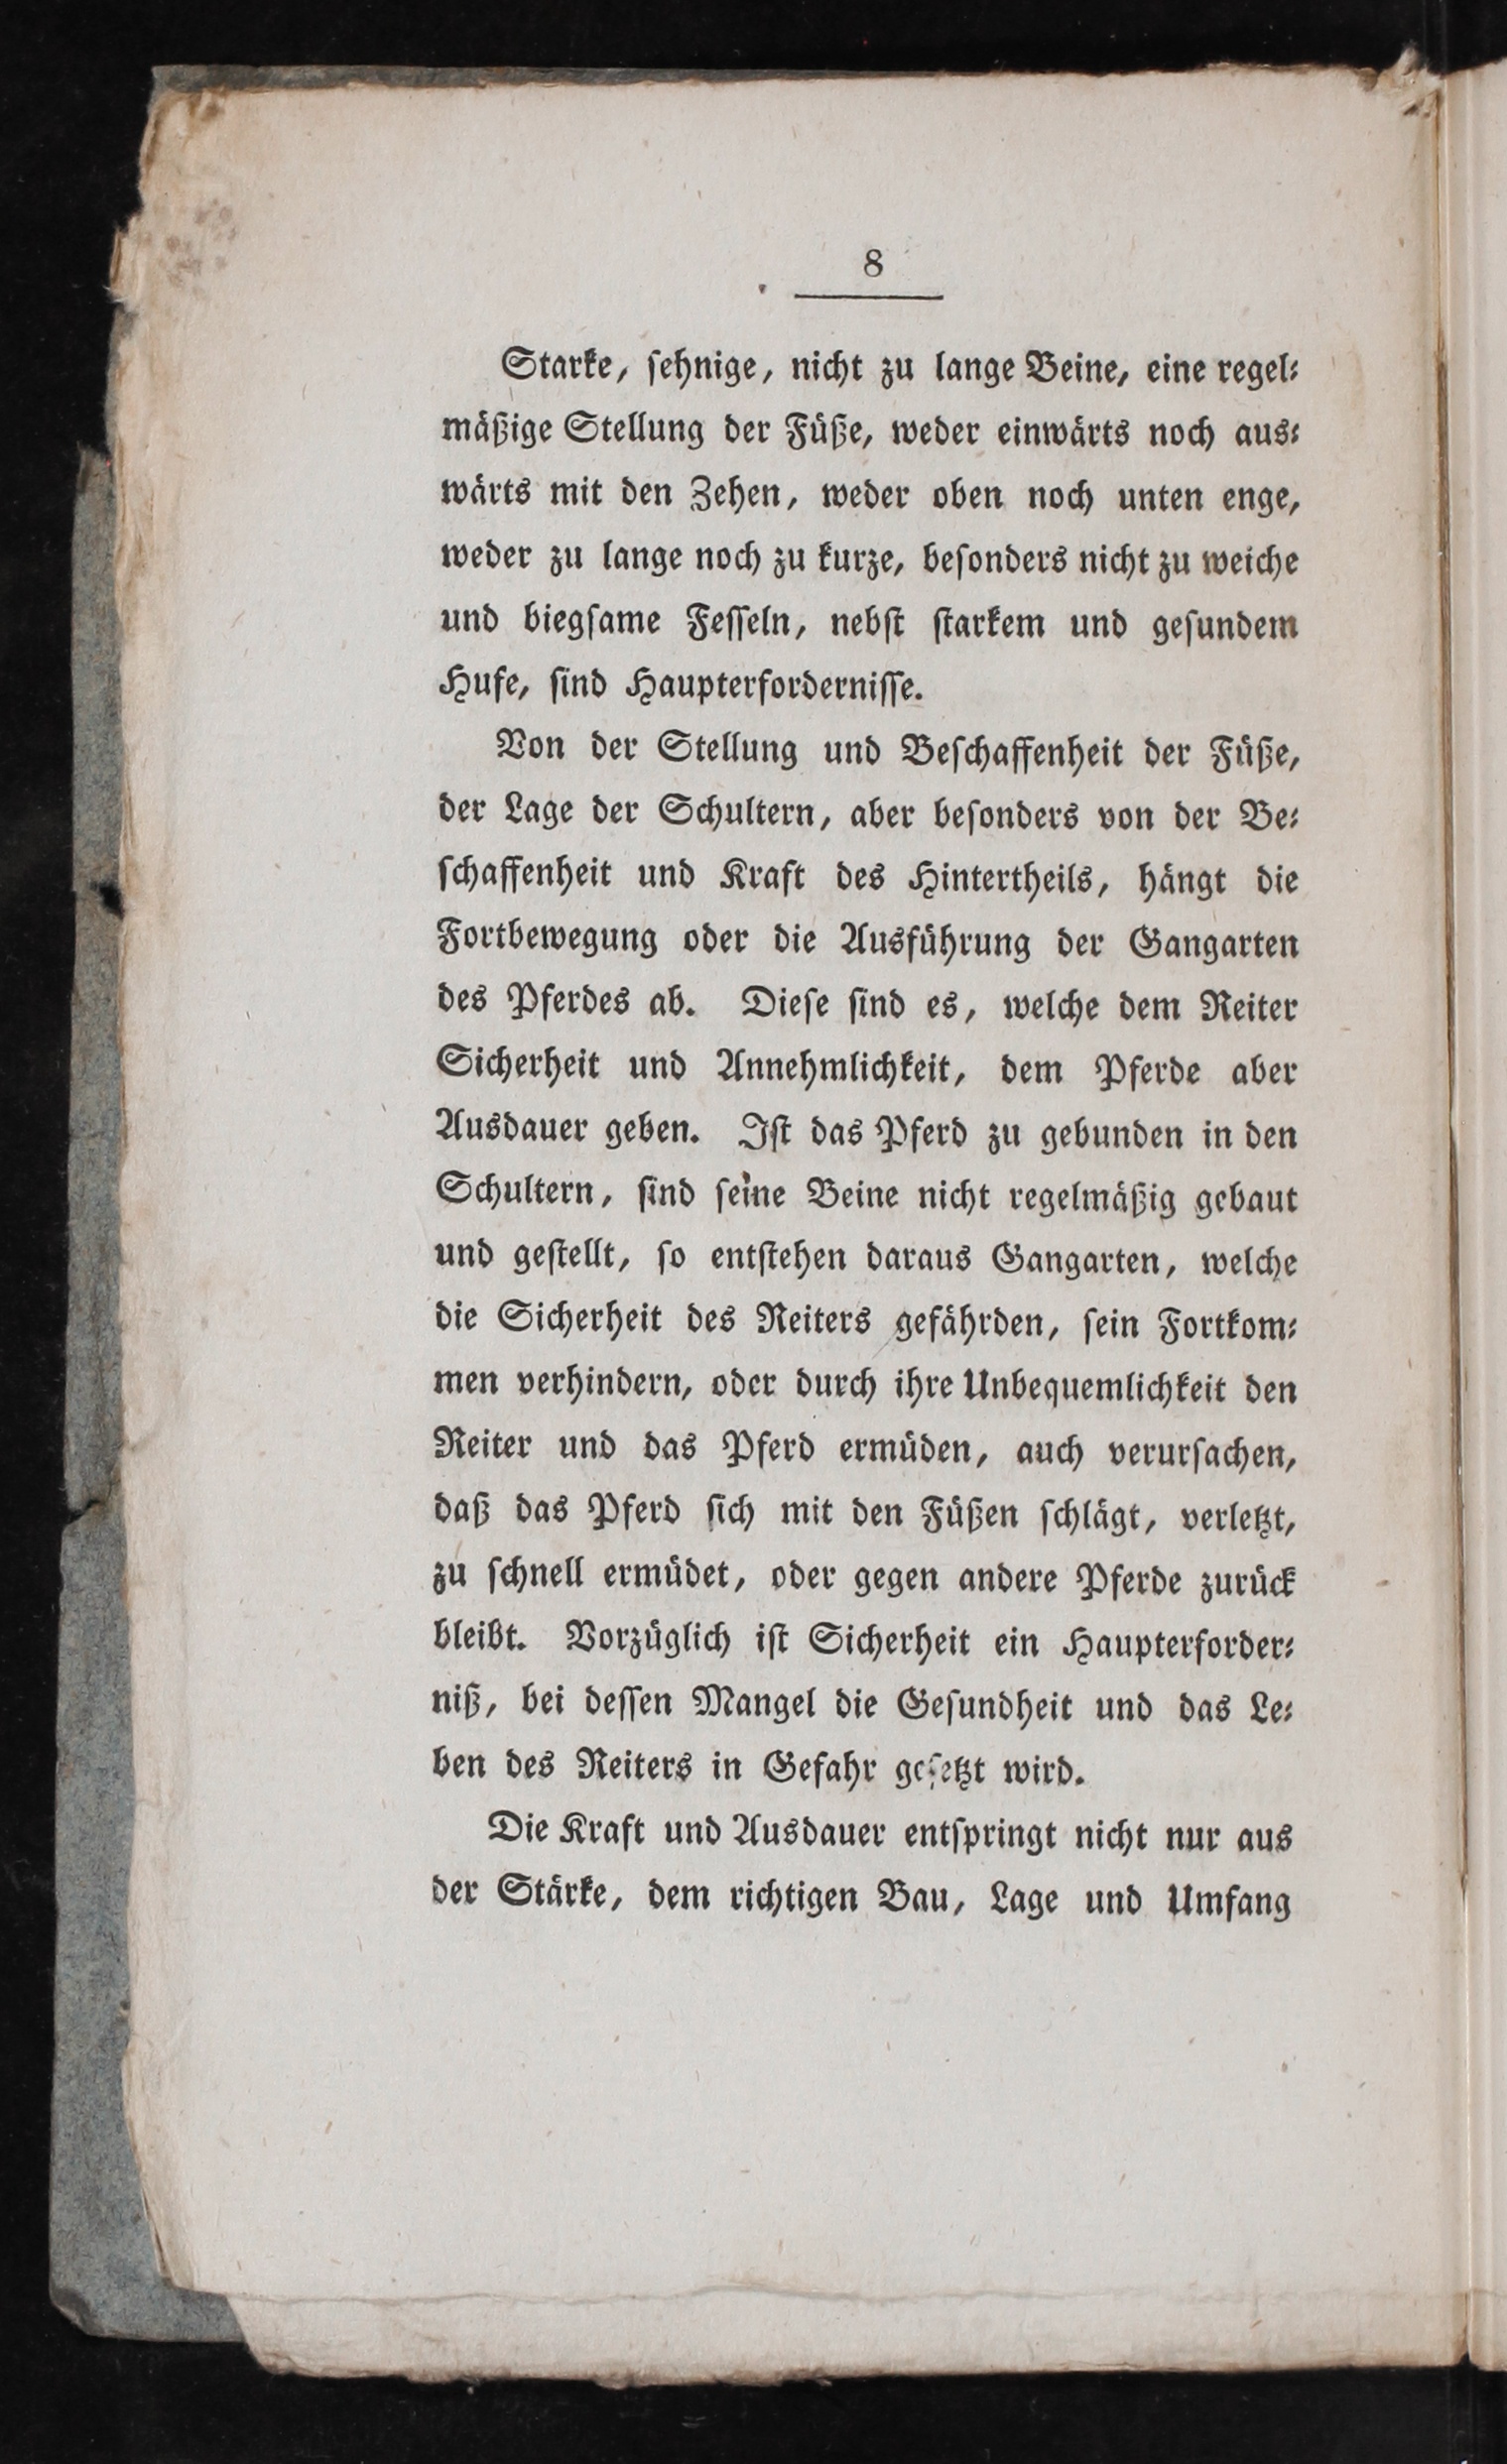 8
Starke, ſehnige, nicht zu lange Beine, eine regel⸗
mäßige Stellung der Füße, weder einwärts noch aus⸗
wärts mit den Zehen, weder oben noch unten enge,
weder zu lange noch zu kurze, beſonders nicht zu weiche
und biegſame Feſſeln, nebſt ſtarkem und geſundem
Hufe, ſind Haupterforderniſſe.
Von der Stellung und Beſchaffenheit der Füße,
der Lage der Schultern, aber beſonders von der Be⸗
ſchaffenheit und Kraft des Hintertheils, hängt die
Fortbewegung oder die Ausführung der Gangarten
des Pferdes ab. Dieſe ſind es, welche dem Reiter
Sicherheit und Annehmlichkeit, dem Pferde aber
Ausdauer geben. Iſt das Pferd zu gebunden in den
Schultern, ſind ſeine Beine nicht regelmäßig gebaut
und geſtellt, ſo entſtehen daraus Gangarten, welche
die Sicherheit des Reiters gefährden, ſein Fortkom⸗
men verhindern, oder durch ihre Unbequemlichkeit den
Reiter und das Pferd ermüden, auch verurſachen,
daß das Pferd ſich mit den Füßen ſchlägt, verletzt,
zu ſchnell ermüdet, oder gegen andere Pferde zurück
bleibt. Vorzüglich iſt Sicherheit ein Haupterforder⸗
niß, bei deſſen Mangel die Geſundheit und das Le⸗
ben des Reiters in Gefahr geſetzt wird.
Die Kraft und Ausdauer entſpringt nicht nur aus
der Stärke, dem richtigen Bau, Lage und Umfang